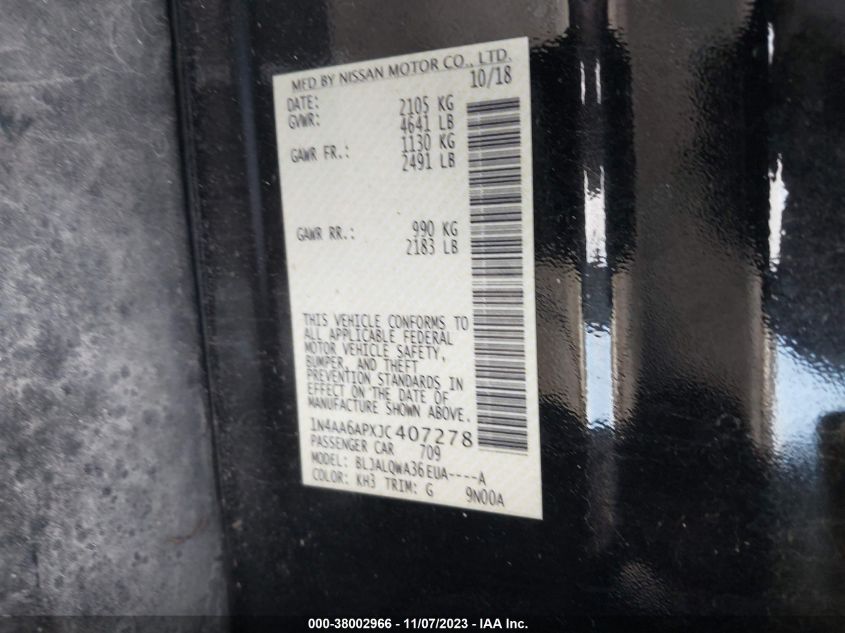 MFD BY NISSAN MOTOR CO., LTD.
DATE: 10/18
GVWR: 2105 KG
4641 LB
GAWR FR.: 1130 KG
2491 LB
GAWR RR.: 990 KG
2183 LB
THIS VEHICLE CONFORMS TO
ALL APPLICABLE FEDERAL
MOTOR VEHICLE SAFETY,
BUMPER, AND THEFT
PREVENTION STANDARDS IN
EFFECT ON THE DATE OF
MANUFACTURE SHOWN ABOVE.
1N4AA6APXJC407278
PASSENGER CAR 709
MODEL: BLJALQWA36EUA----A
COLOR: KH3 TRIM: G 9N00A
000-38002966 - 11/07/2023 - IAA Inc.